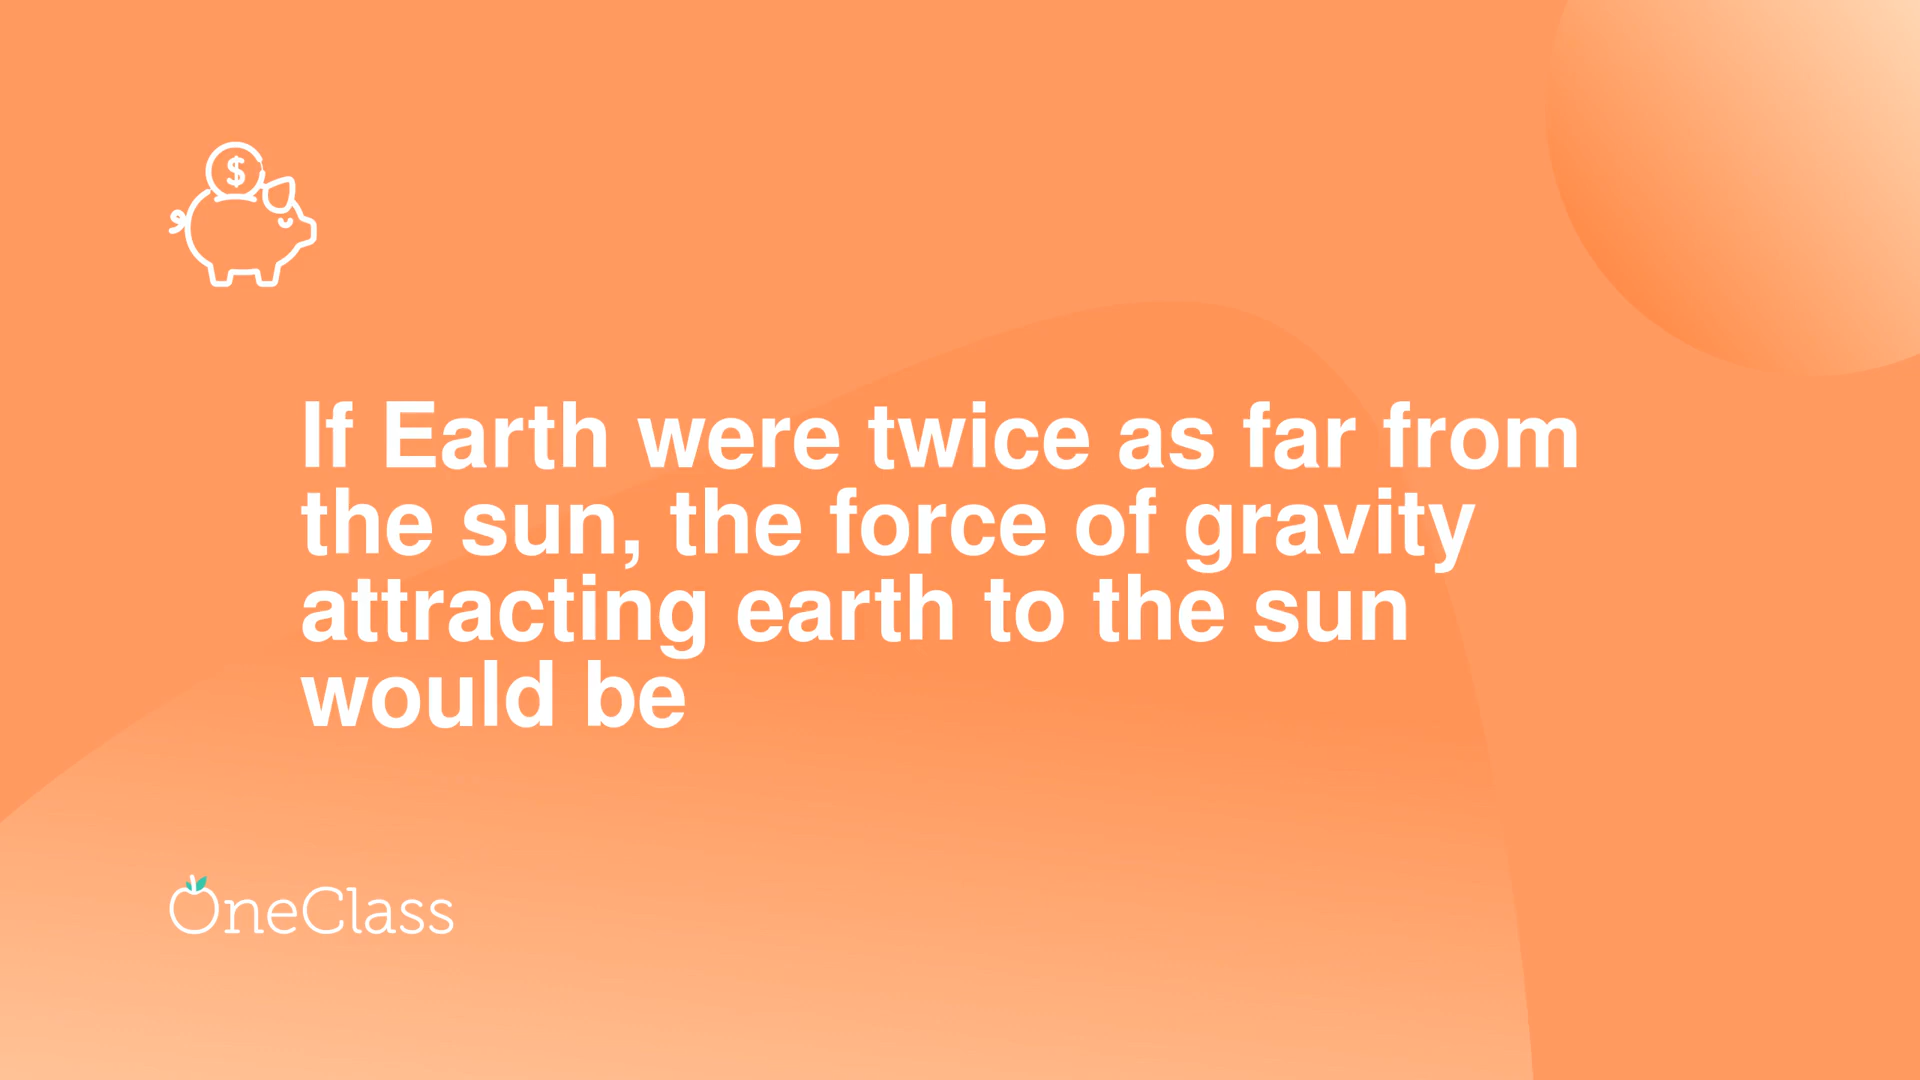 $
If Earth were twice as far from
the sun, the force of gravity
attracting earth to the sun
would be
OneClass